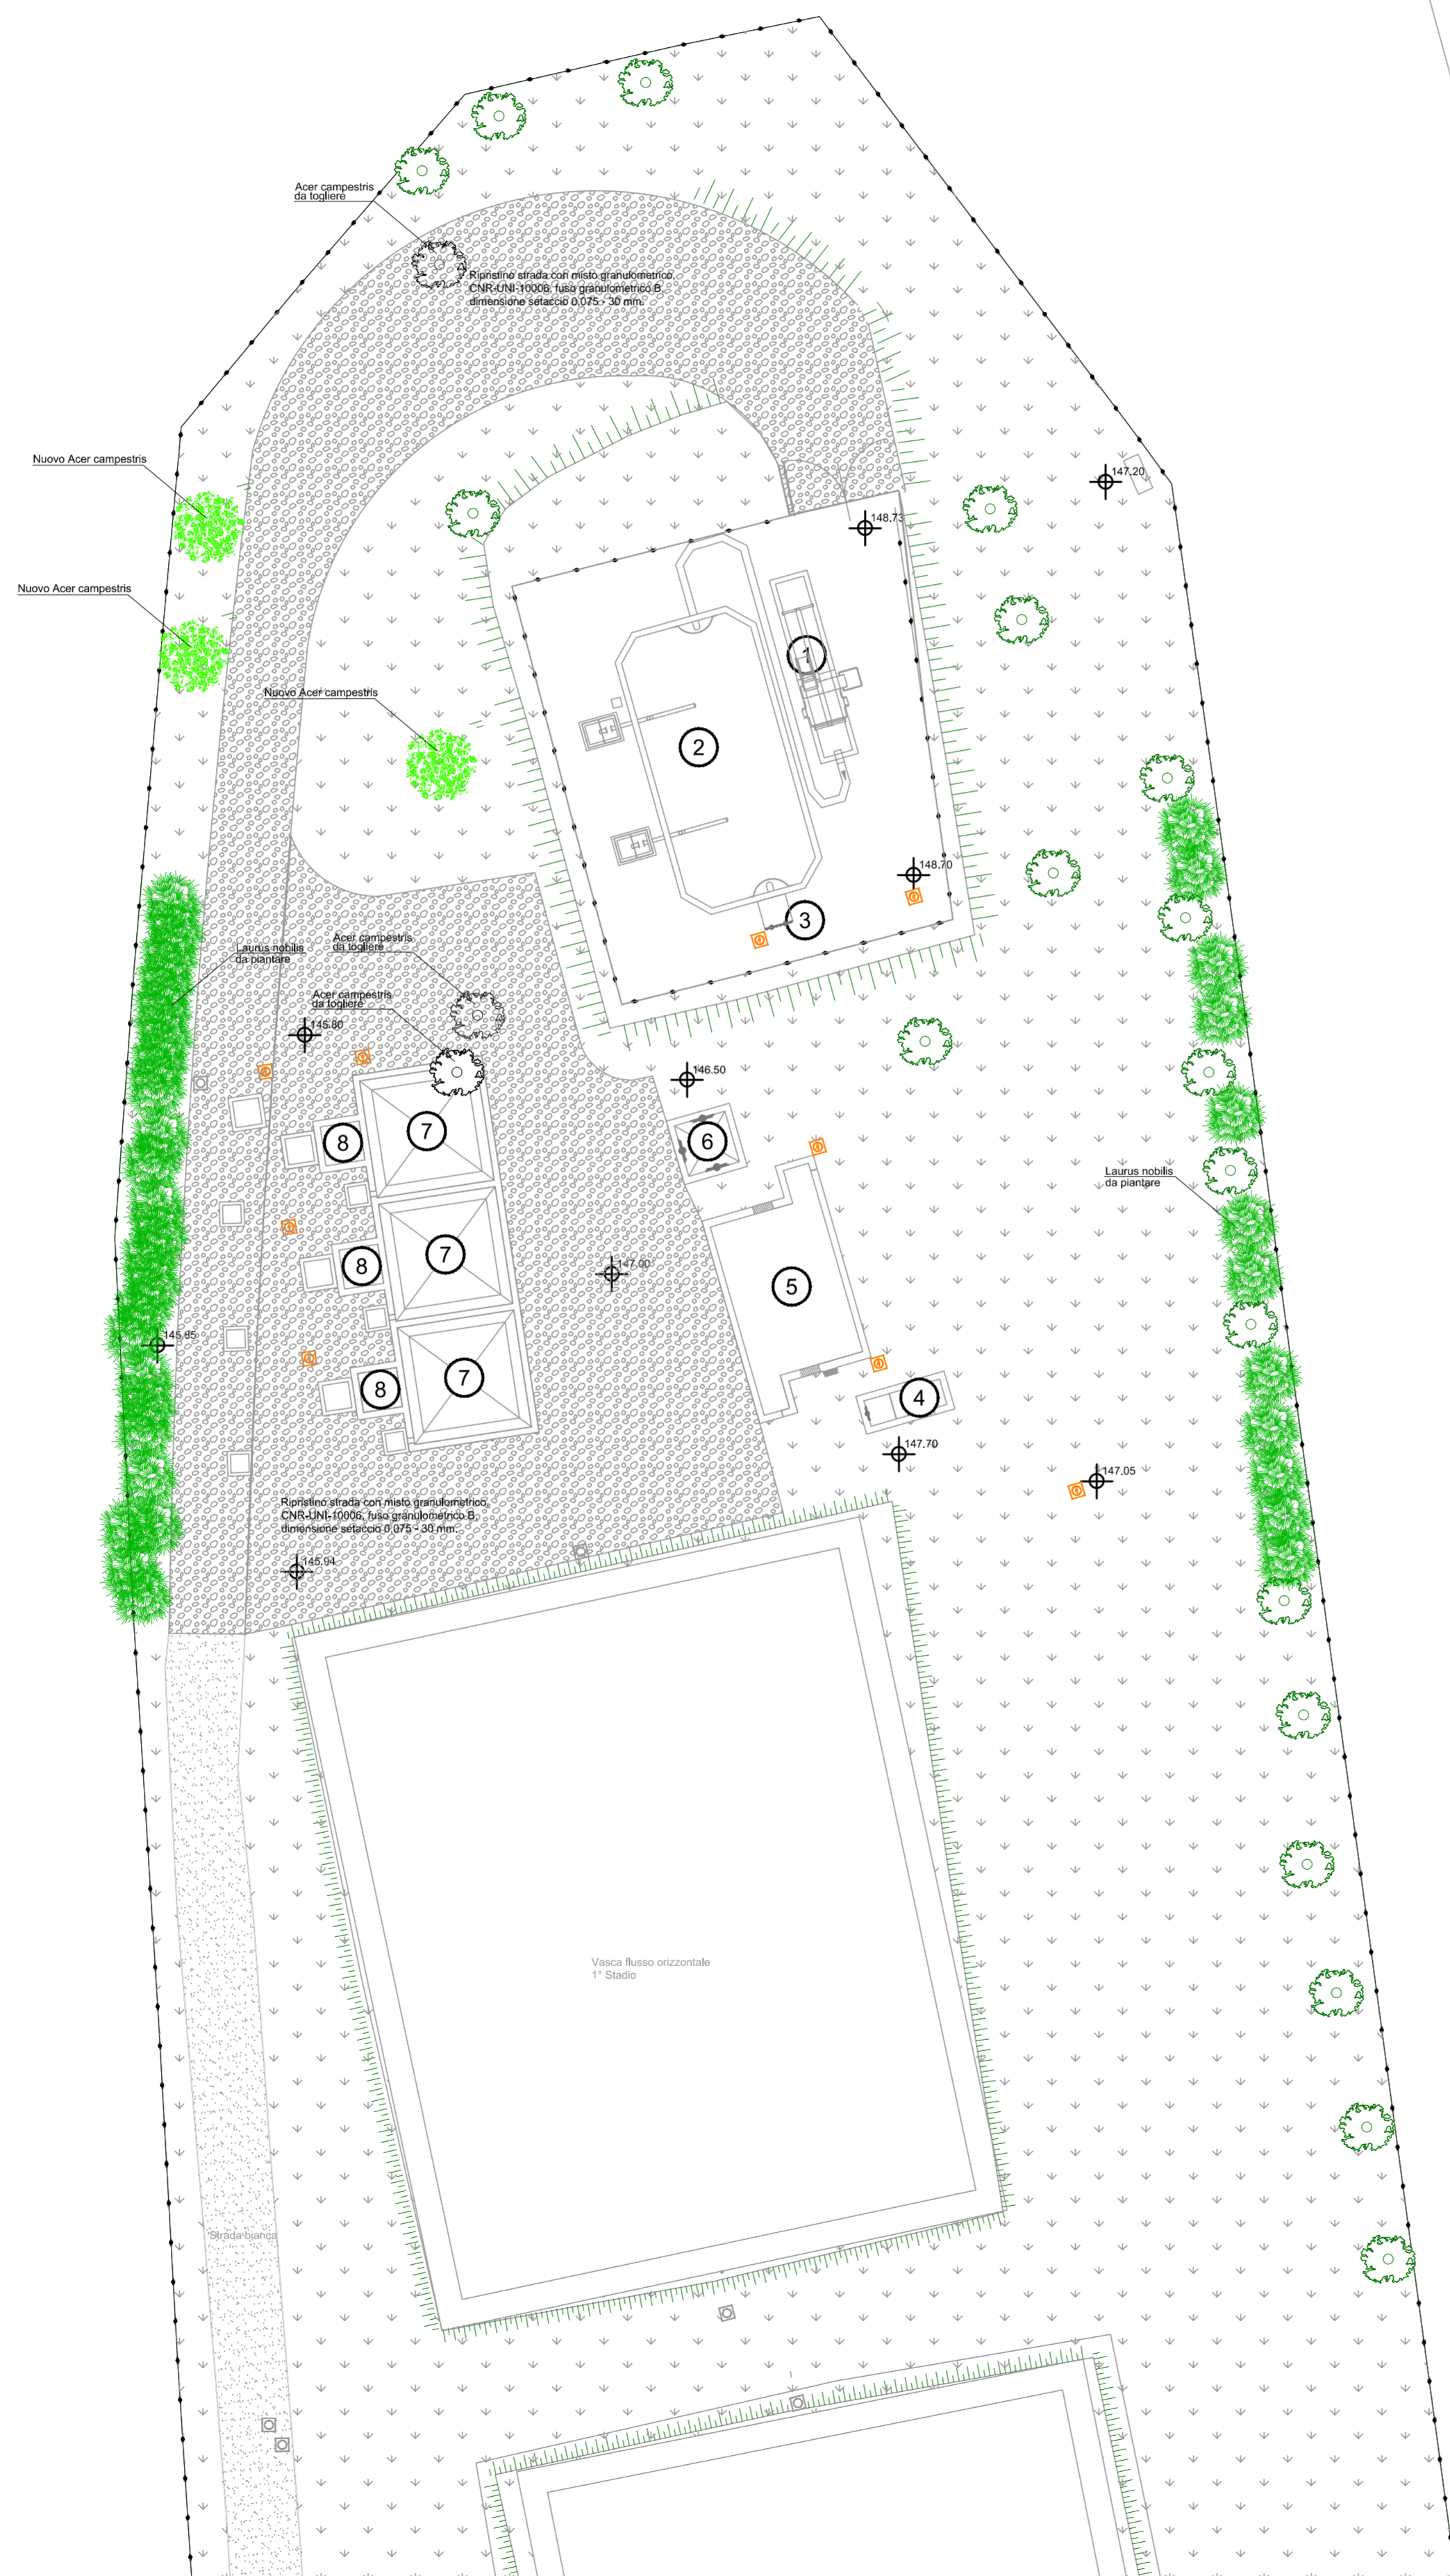 Acer campestris
da togliere
Ripristino strada con misto granulometrico,
CNR-UNI-10006, fuso granulometrico B,
dimensione setaccio 0,075 - 30 mm.
Nuovo Acer campestris
147.20
148.73
Nuovo Acer campestris
1
Nuovo Acer campestris
2
148.70
3
Laurus nobilis
da piantare
Acer campestris
da togliere
Acer campestris
da togliere
145.80
146.50
8
7
6
Laurus nobilis
da piantare
8
7
147.00
5
145.85
8
7
4
147.70
147.05
Ripristino strada con misto granulometrico,
CNR-UNI-10006, fuso granulometrico B,
dimensione setaccio 0,075 - 30 mm.
145.94
Vasca flusso orizzontale
1° Stadio
Strada bianca